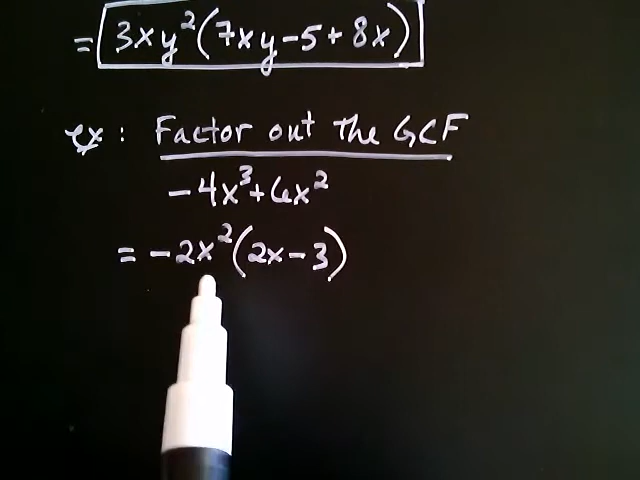 = 3xy²(7xy-5+8x)
ex: Factor out the GCF
-4x³+6x²
= -2x²(2x-3)